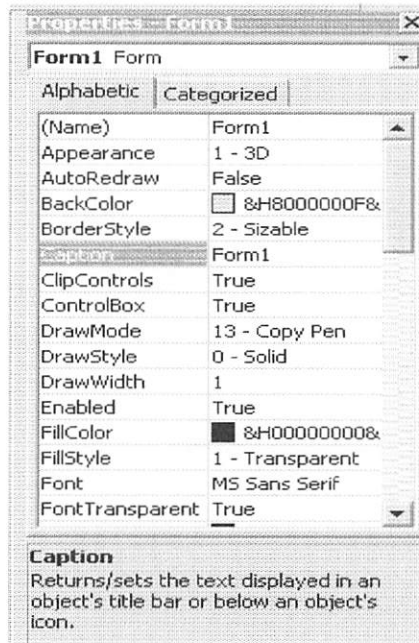 Properties - Form1
Form1 Form
Alphabetic Categorized
(Name) Form1
Appearance 1 - 3D
AutoRedraw False
BackColor &H8000000F&
BorderStyle 2 - Sizable
Caption Form1
ClipControls True
ControlBox True
DrawMode 13 - Copy Pen
DrawStyle 0 - Solid
DrawWidth 1
Enabled True
FillColor &H00000000&
FillStyle 1 - Transparent
Font MS Sans Serif
FontTransparent True
Caption
Returns/sets the text displayed in an
object's title bar or below an object's
icon.